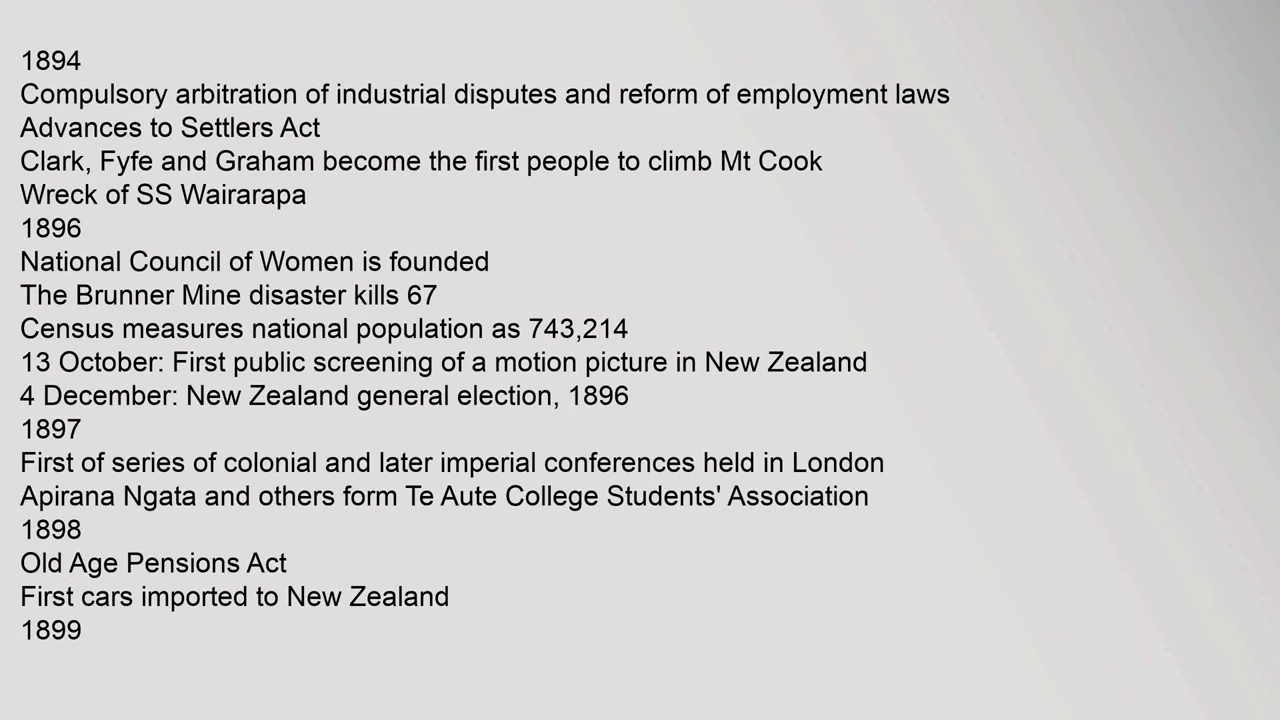 1894
Compulsory arbitration of industrial disputes and reform of employment laws
Advances to Settlers Act
Clark, Fyfe and Graham become the first people to climb Mt Cook
Wreck of SS Wairarapa
1896
National Council of Women is founded
The Brunner Mine disaster kills 67
Census measures national population as 743,214
13 October: First public screening of a motion picture in New Zealand
4 December: New Zealand general election, 1896
1897
First of series of colonial and later imperial conferences held in London
Apirana Ngata and others form Te Aute College Students' Association
1898
Old Age Pensions Act
First cars imported to New Zealand
1899